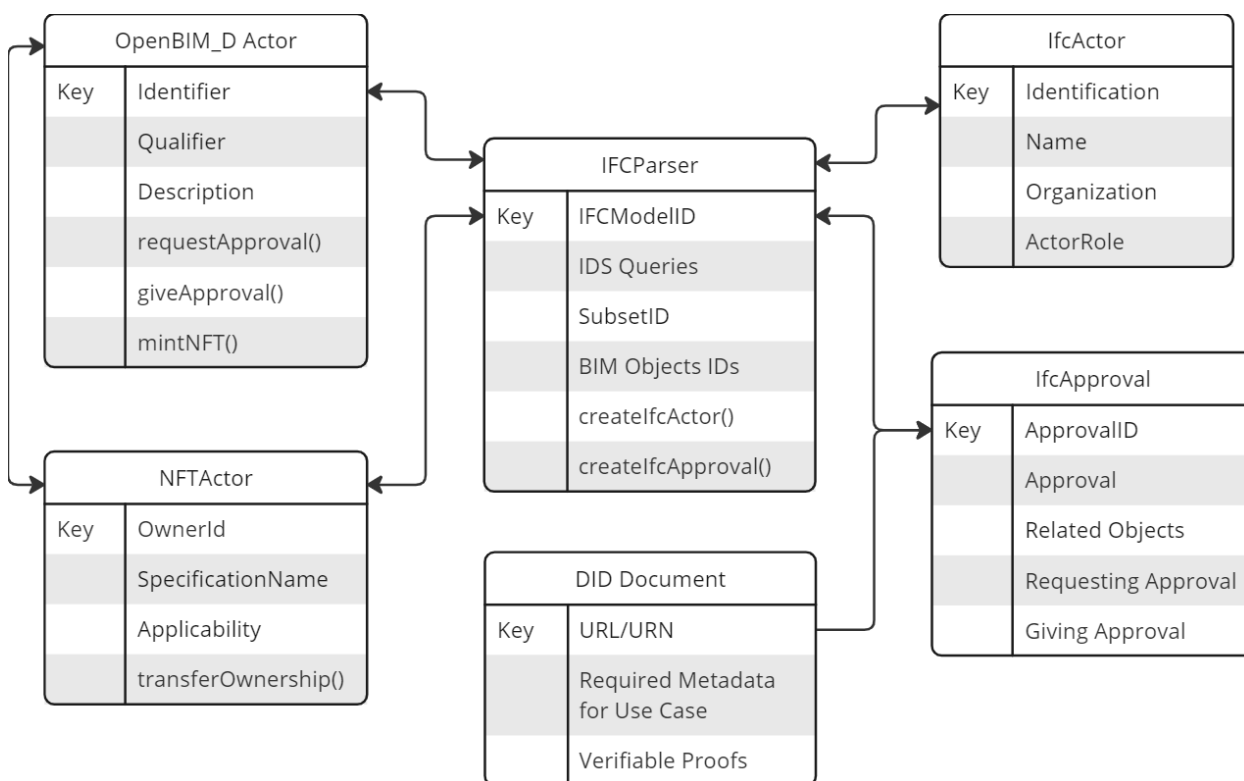 OpenBIM_D Actor
Key Identifier
Qualifier
Description
requestApproval()
giveApproval()
mintNFT()
NFTActor
Key OwnerId
SpecificationName
Applicability
transferOwnership()
IFCParser
Key IFCModelID
IDS Queries
SubsetID
BIM Objects IDs
createIfcActor()
createIfcApproval()
DID Document
Key URL/URN
Required Metadata
for Use Case
Verifiable Proofs
IfcActor
Key Identification
Name
Organization
ActorRole
IfcApproval
Key ApprovalID
Approval
Related Objects
Requesting Approval
Giving Approval